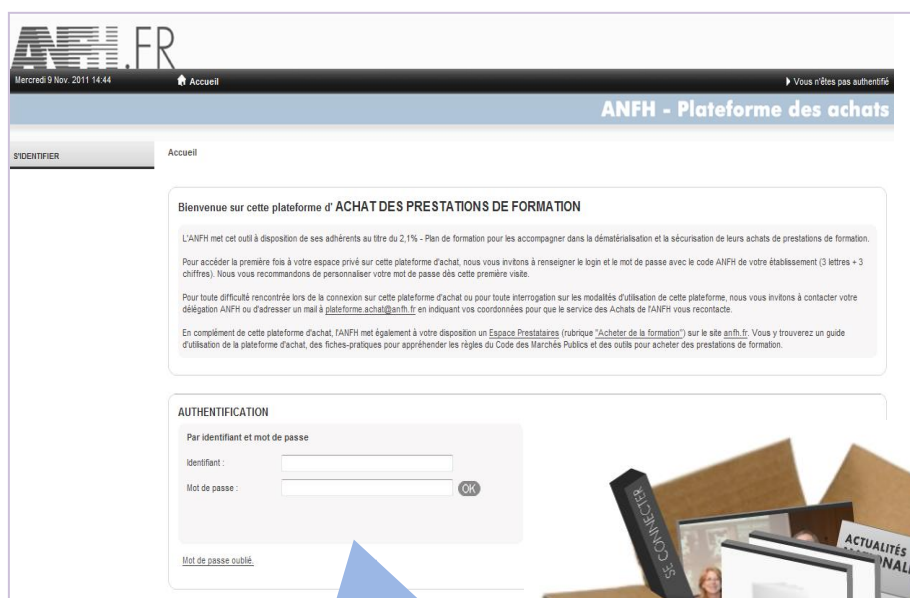 ANFH.FR
Mercredi 9 Nov. 2011 14:44
Accueil
Vous n'êtes pas authentifié
ANFH - Plateforme des achats
S'IDENTIFIER
Accueil
Bienvenue sur cette plateforme d' ACHAT DES PRESTATIONS DE FORMATION
L'ANFH met cet outil à disposition de ses adhérents au titre du 2,1% - Plan de formation pour les accompagner dans la dématérialisation et la sécurisation de leurs achats de prestations de formation.
Pour accéder la première fois à votre espace privé sur cette plateforme d'achat, nous vous invitons à renseigner le login et le mot de passe avec le code ANFH de votre établissement (3 lettres + 3
chiffres). Nous vous recommandons de personnaliser votre mot de passe dès cette première visite.
Pour toute difficulté rencontrée lors de la connexion sur cette plateforme d'achat ou pour toute interrogation sur les modalités d'utilisation de cette plateforme, nous vous invitons à contacter votre
délégation ANFH ou d'adresser un mail à plateforme.achat@anfh.fr en indiquant vos coordonnées pour que le service des Achats de l'ANFH vous recontacte.
En complément de cette plateforme d'achat, l'ANFH met également à votre disposition un Espace Prestataires (rubrique "Acheter de la formation") sur le site anfh.fr. Vous y trouverez un guide
d'utilisation de la plateforme d'achat, des fiches-pratiques pour appréhender les règles du Code des Marchés Publics et des outils pour acheter des prestations de formation.
AUTHENTIFICATION
Par identifiant et mot de passe
Identifiant :
Mot de passe :
OK
Mot de passe oublié.
SE CONNECTER
ACTUALITÉS